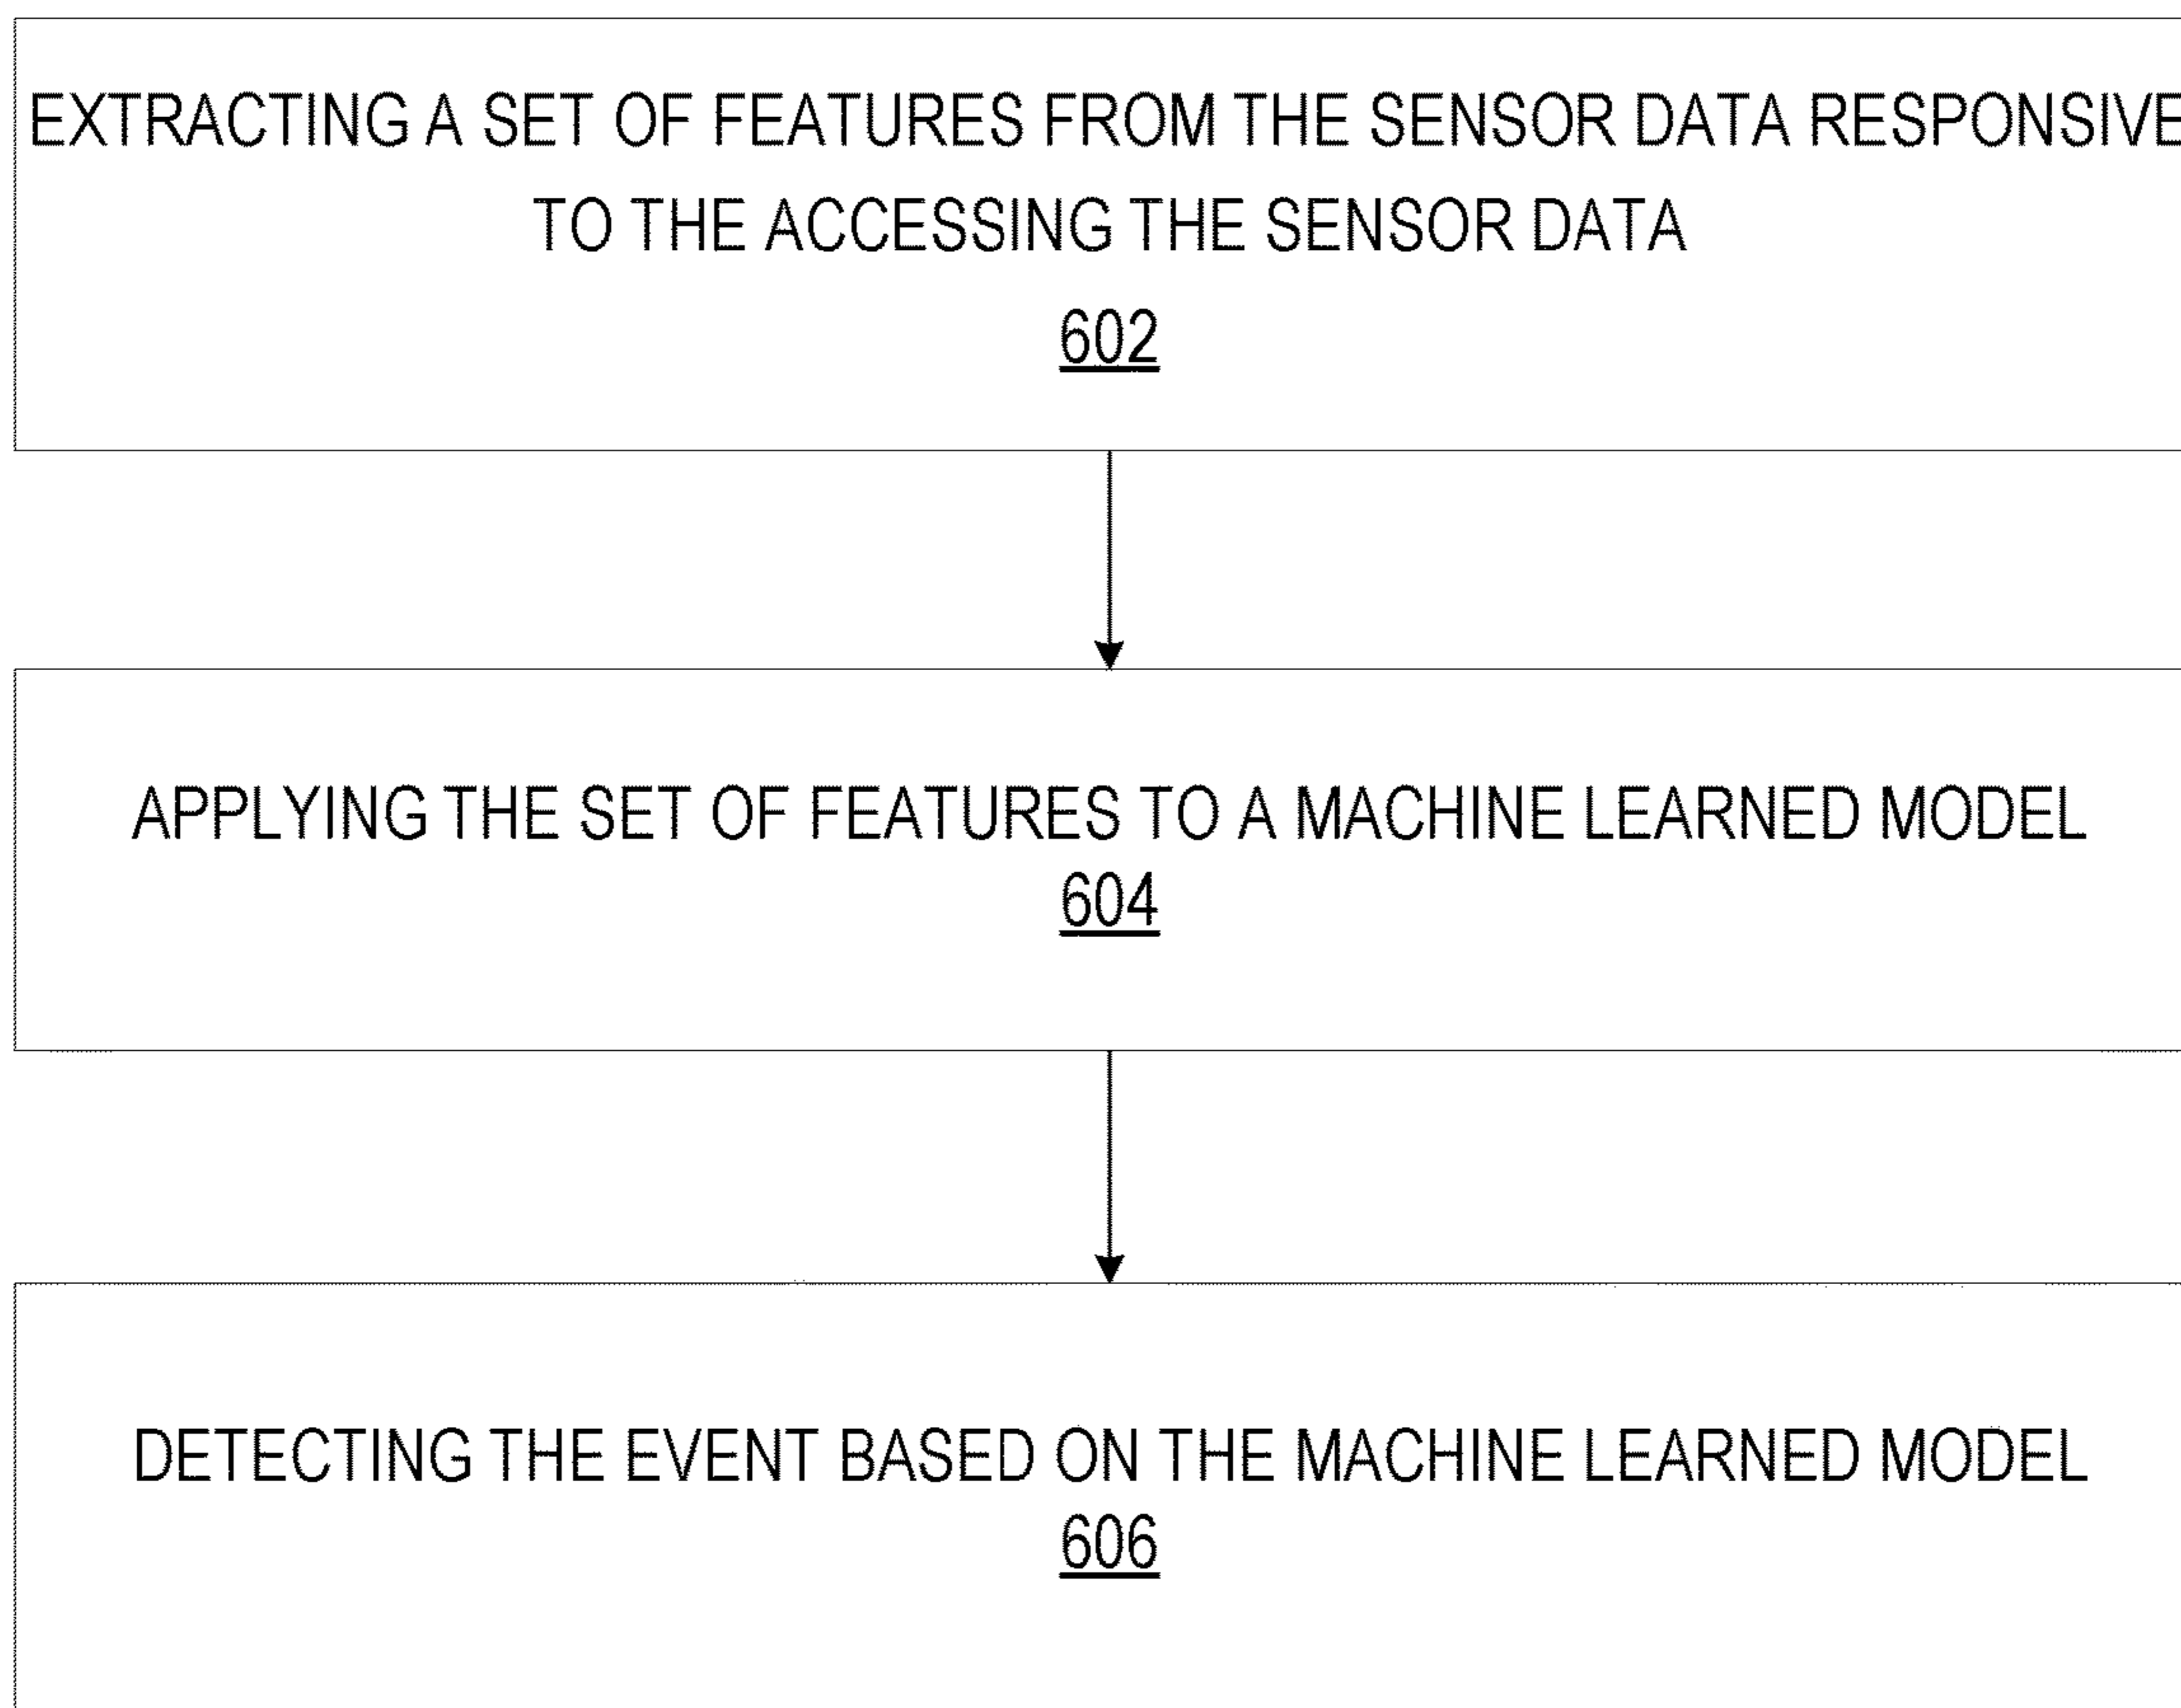 EXTRACTING A SET OF FEATURES FROM THE SENSOR DATA RESPONSIVE
TO THE ACCESSING THE SENSOR DATA
602
APPLYING THE SET OF FEATURES TO A MACHINE LEARNED MODEL
604
DETECTING THE EVENT BASED ON THE MACHINE LEARNED MODEL
606